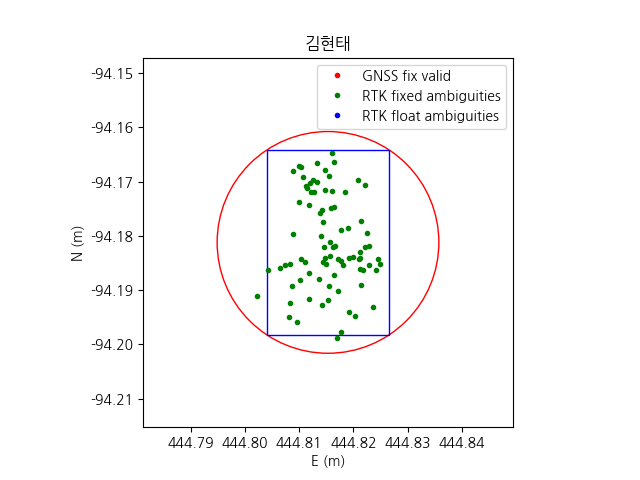 김현태
GNSS fix valid
RTK fixed ambiguities
RTK float ambiguities
-94.15
-94.16
-94.17
-94.18
-94.19
-94.20
-94.21
N (m)
444.79 444.80 444.81 444.82 444.83 444.84
E (m)